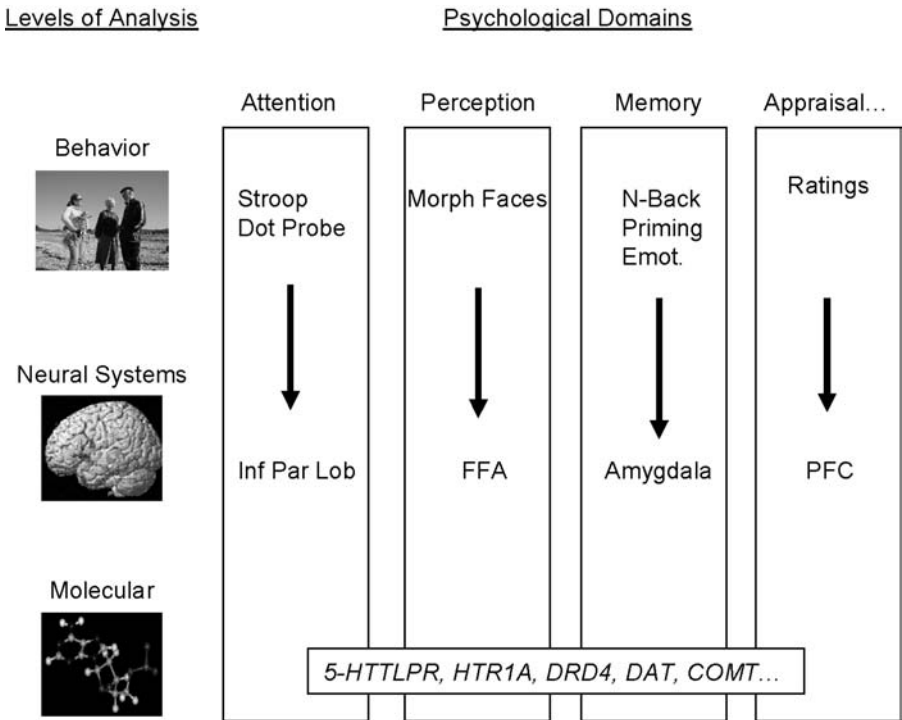 Levels of Analysis
Psychological Domains
Attention
Perception
Memory
Appraisal…
Behavior
Stroop
Dot Probe
Morph Faces
N-Back
Priming
Emot.
Ratings
Neural Systems
Inf Par Lob
FFA
Amygdala
PFC
Molecular
5-HTTLPR, HTR1A, DRD4, DAT, COMT…